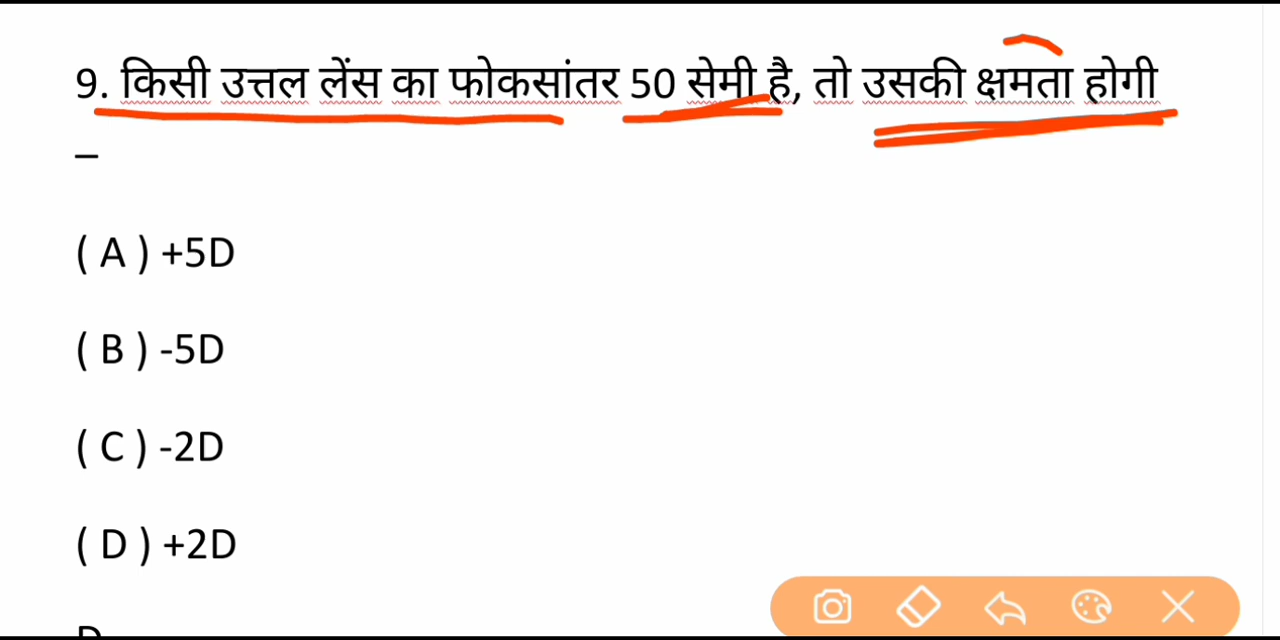 9. किसी उत्तल लेंस का फोकसांतर 50 सेमी है, तो उसकी क्षमता होगी
–
( A ) +5D
( B ) -5D
( C ) -2D
( D ) +2D